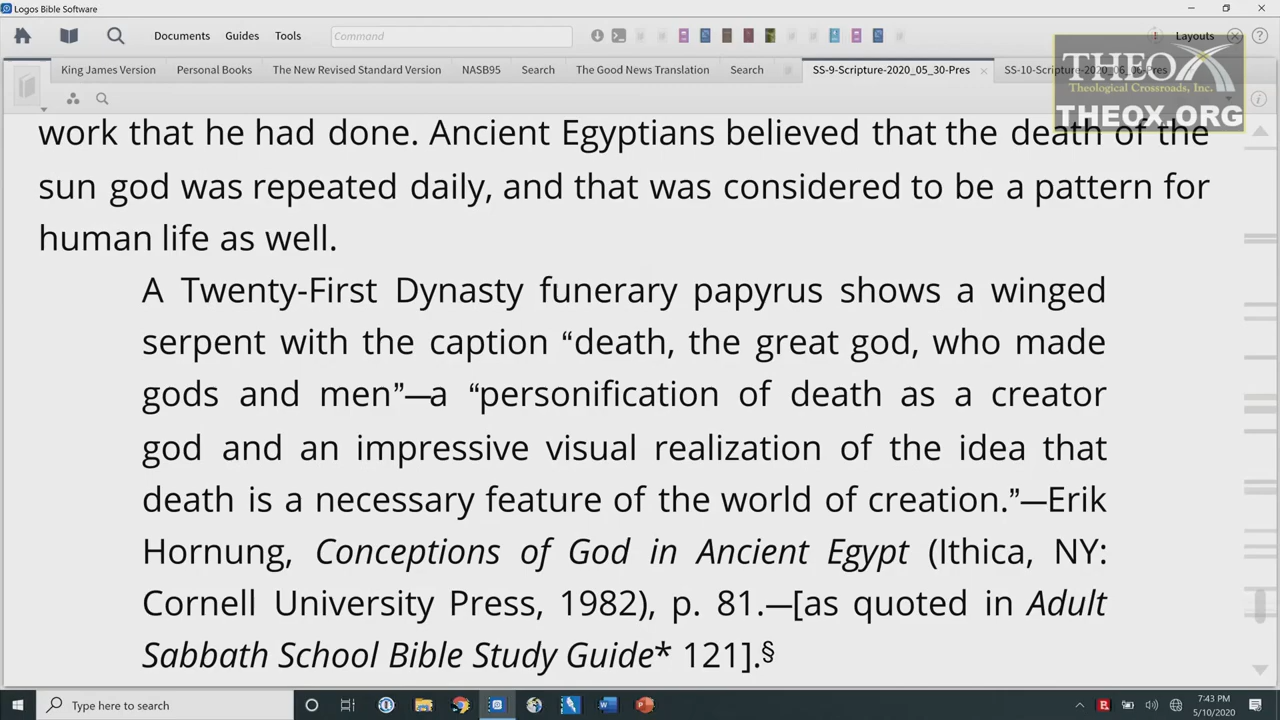 Logos Bible Software
Documents Guides Tools Command Layouts
King James Version Personal Books The New Revised Standard NASB95 Search The Good News Translation Search SS-9-Scripture-2020_05_30-Pres SS-10-Scripture-2020_06_06-Pres
THEOX
Theological Crossroads, Inc.
THEOX.ORG
work that he had done. Ancient Egyptians believed that the death of the
sun god was repeated daily, and that was considered to be a pattern for
human life as well.
A Twenty-First Dynasty funerary papyrus shows a winged
serpent with the caption “death, the great god, who made
gods and men”—a “personification of death as a creator
god and an impressive visual realization of the idea that
death is a necessary feature of the world of creation.”—Erik
Hornung, Conceptions of God in Ancient Egypt (Ithica, NY:
Cornell University Press, 1982), p. 81.—[as quoted in Adult
Sabbath School Bible Study Guide* 121].§
Type here to search
7:43 PM
5/10/2020